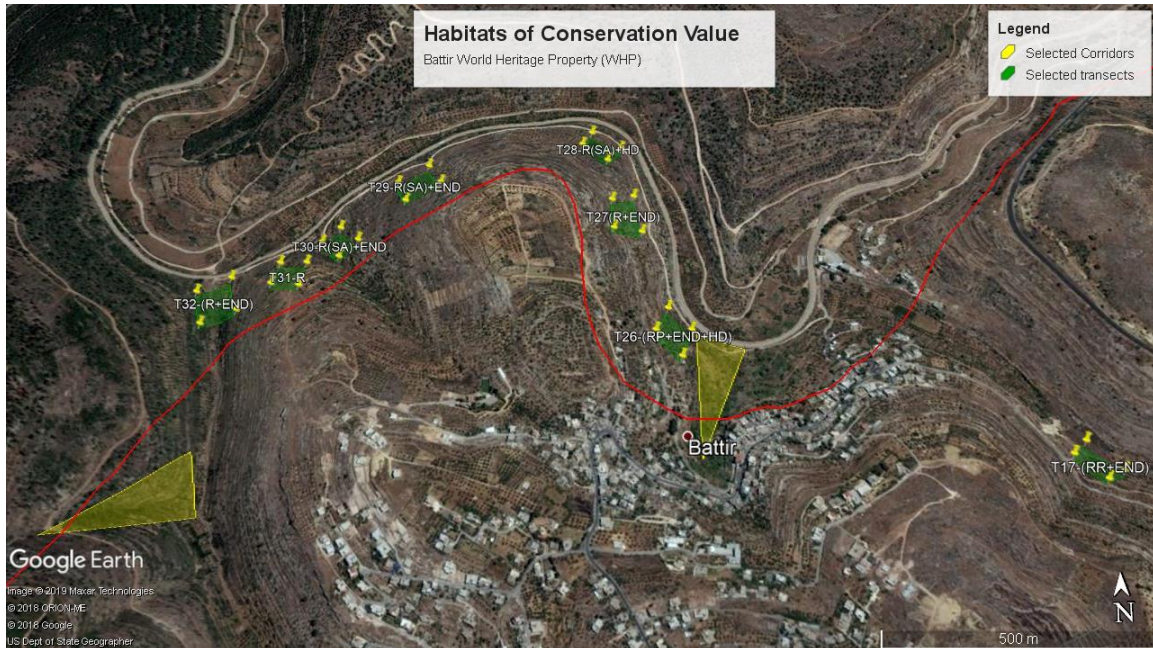 Habitats of Conservation Value
Battir World Heritage Property (WHP)
Legend
Selected Corridors
Selected transects
T28-R(SA)+HD
T29-R(SA)+END
T27(R+END)
T30-R(SA)+END
T31-R
T32-(R+END)
T26-(RP+END+HD)
Battir
T17-(RR+END)
Google Earth
Image © 2019 Maxar Technologies
© 2018 ORION-ME
© 2018 Google
US Dept of State Geographer
N
500 m